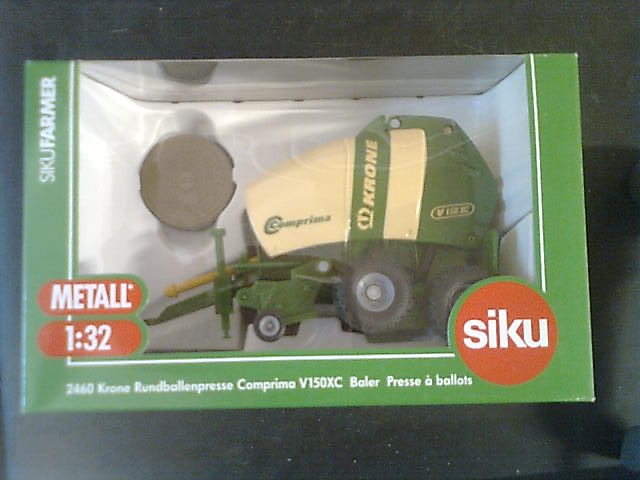 SIKUFARMER
KRONE
Comprima
V 150 XC
METALL
1:32
siku
2460 Krone Rundballenpresse Comprima V150XC Baler Presse à ballots